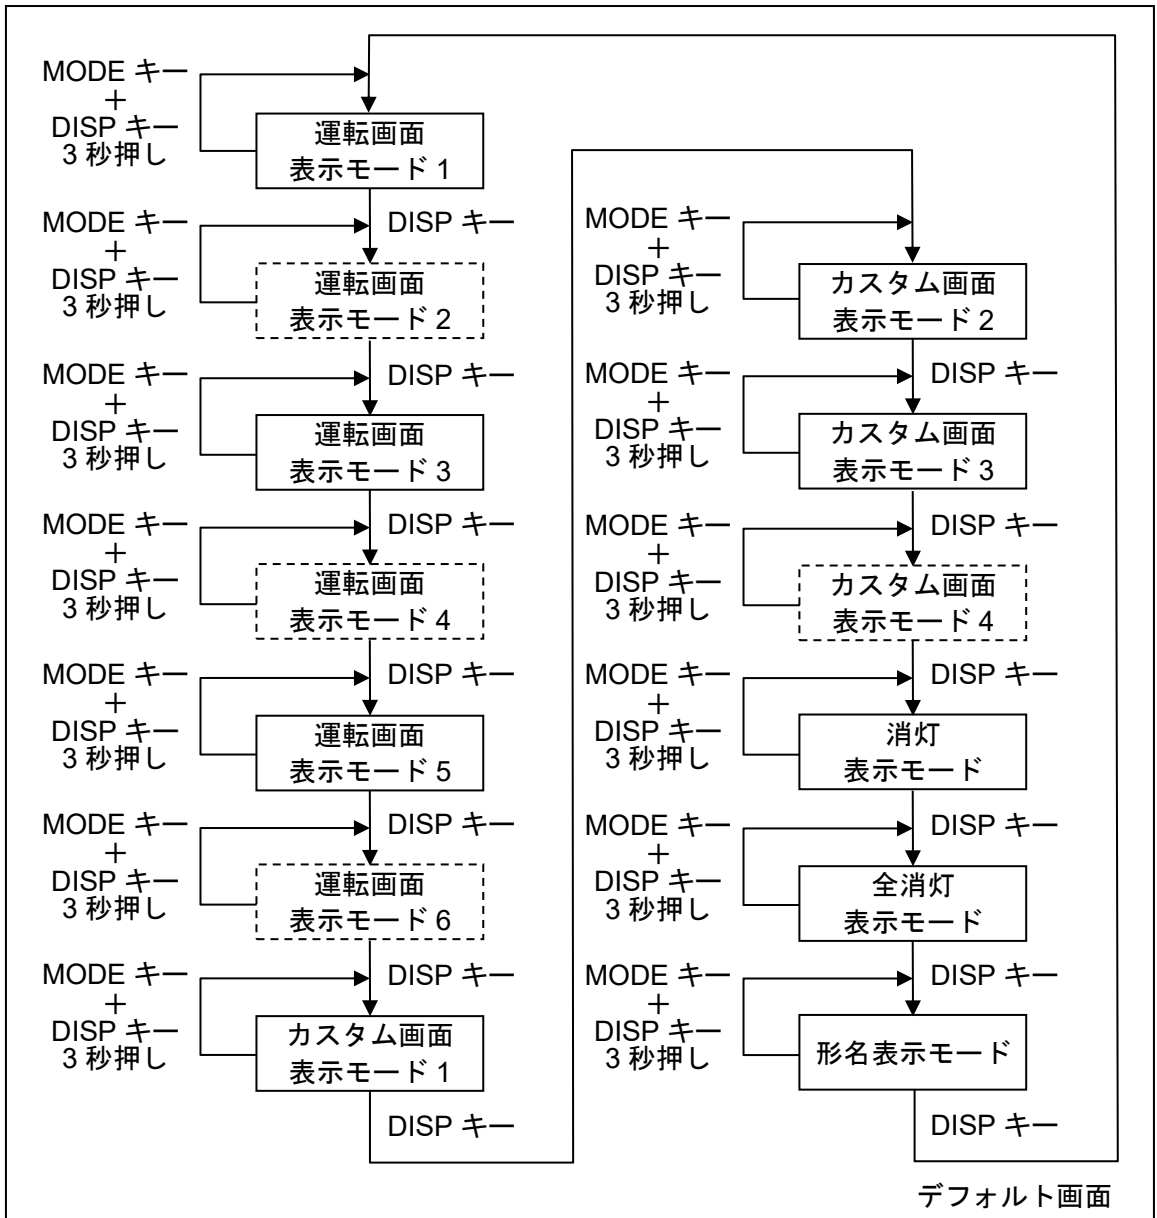 MODE キー
＋
DISP キー
3 秒押し
運転画面
表示モード 1
MODE キー
＋
DISP キー
3 秒押し
DISP キー
運転画面
表示モード 2
MODE キー
＋
DISP キー
3 秒押し
DISP キー
運転画面
表示モード 3
MODE キー
＋
DISP キー
3 秒押し
DISP キー
運転画面
表示モード 4
MODE キー
＋
DISP キー
3 秒押し
DISP キー
運転画面
表示モード 5
MODE キー
＋
DISP キー
3 秒押し
DISP キー
運転画面
表示モード 6
MODE キー
＋
DISP キー
3 秒押し
DISP キー
カスタム画面
表示モード 1
DISP キー
MODE キー
＋
DISP キー
3 秒押し
カスタム画面
表示モード 2
MODE キー
＋
DISP キー
3 秒押し
DISP キー
カスタム画面
表示モード 3
MODE キー
＋
DISP キー
3 秒押し
DISP キー
カスタム画面
表示モード 4
MODE キー
＋
DISP キー
3 秒押し
DISP キー
消灯
表示モード
MODE キー
＋
DISP キー
3 秒押し
DISP キー
全消灯
表示モード
MODE キー
＋
DISP キー
3 秒押し
DISP キー
形名表示モード
DISP キー
デフォルト画面